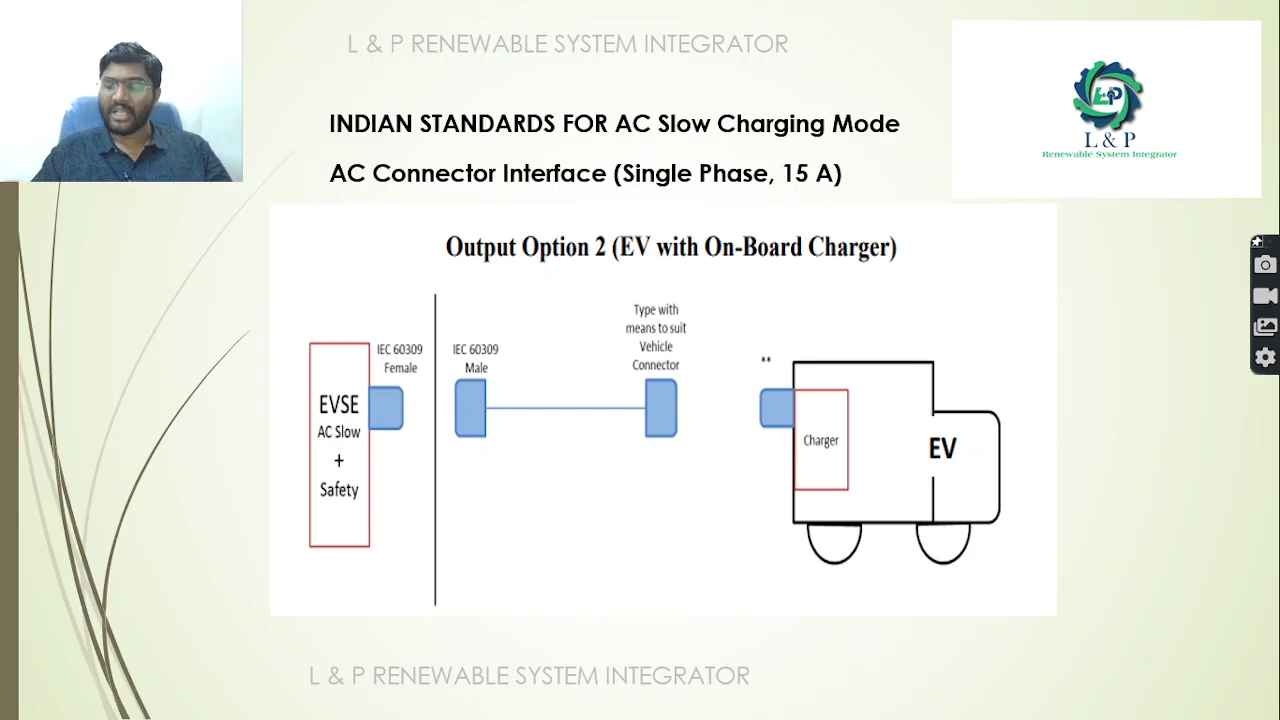 L & P RENEWABLE SYSTEM INTEGRATOR
INDIAN STANDARDS FOR AC Slow Charging Mode
AC Connector Interface (Single Phase, 15 A)
L&P
L & P
Renewable System Integrator
Output Option 2 (EV with On-Board Charger)
EVSE
AC Slow
+
Safety
IEC 60309
Female
IEC 60309
Male
Type with
means to suit
Vehicle
Connector
**
Charger
EV
L & P RENEWABLE SYSTEM INTEGRATOR